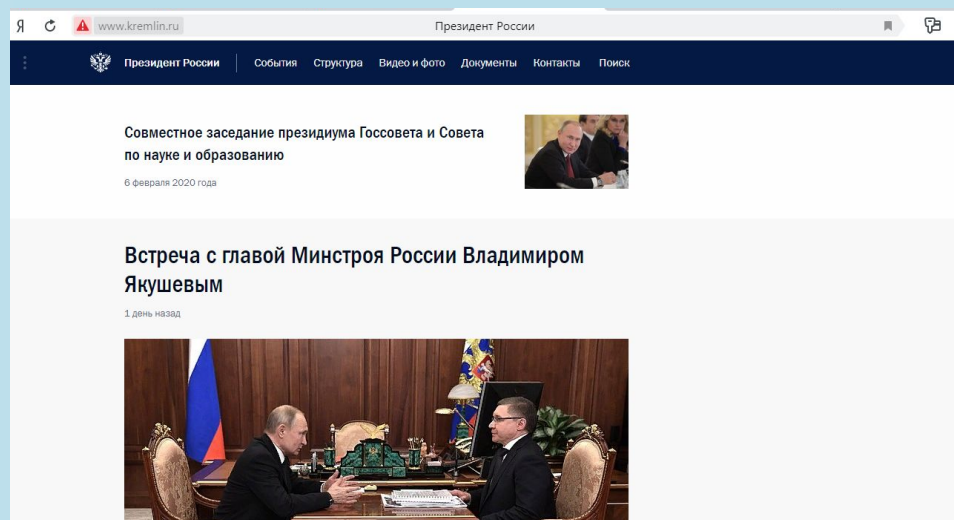 Я www.kremlin.ru Президент России
Президент России События Структура Видео и фото Документы Контакты Поиск
Совместное заседание президиума Госсовета и Совета
по науке и образованию
6 февраля 2020 года
Встреча с главой Минстроя России Владимиром
Якушевым
1 день назад